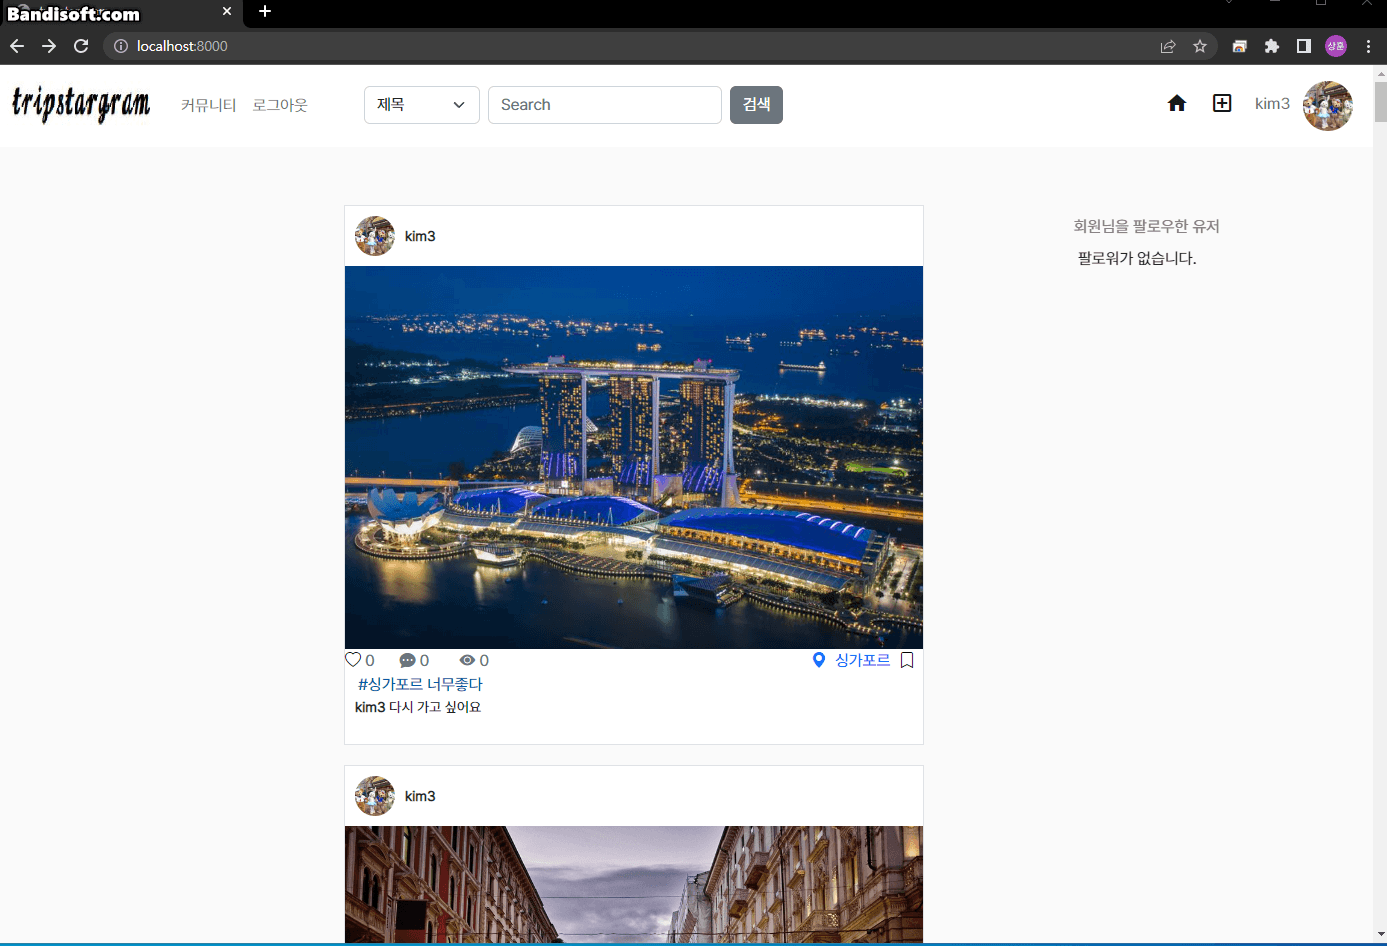 Bandisoft.com
localhost:8000
상훈
tripstargram
커뮤니티 로그아웃
제목
Search
검색
kim3
kim3
회원님을 팔로우한 유저
팔로워가 없습니다.
0 0 0
싱가포르
#싱가포르 너무좋다
kim3 다시 가고 싶어요
kim3